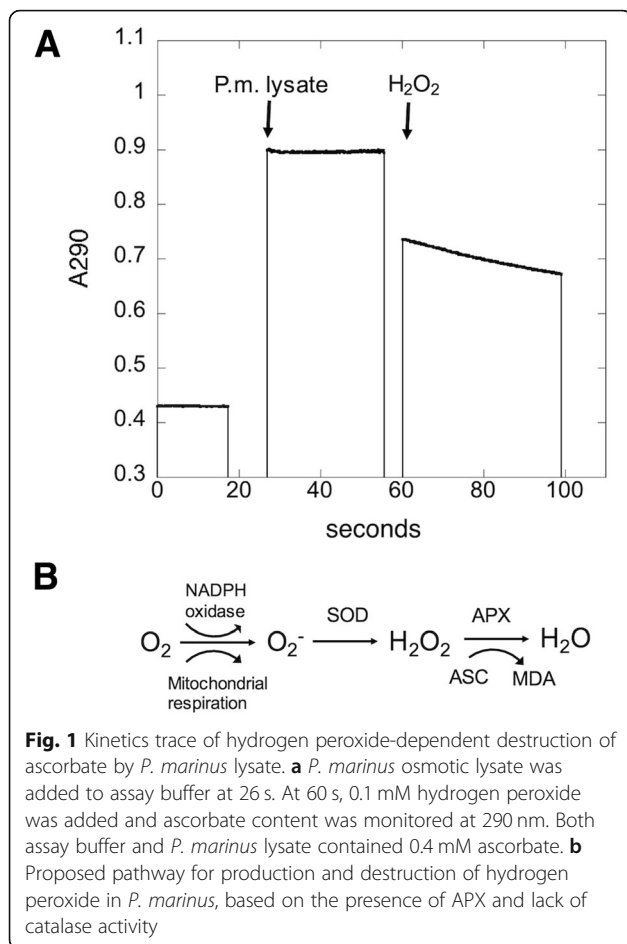 A
1.1
1
0.9
0.8
0.7
0.6
0.5
0.4
0.3
A290
P.m. lysate
H₂O₂
0 20 40 60 80 100
seconds
B
NADPH
oxidase
O₂ O₂⁻ SOD H₂O₂ APX H₂O
Mitochondrial
respiration
ASC MDA
Fig. 1 Kinetics trace of hydrogen peroxide-dependent destruction of
ascorbate by P. marinus lysate. a P. marinus osmotic lysate was
added to assay buffer at 26 s. At 60 s, 0.1 mM hydrogen peroxide
was added and ascorbate content was monitored at 290 nm. Both
assay buffer and P. marinus lysate contained 0.4 mM ascorbate. b
Proposed pathway for production and destruction of hydrogen
peroxide in P. marinus, based on the presence of APX and lack of
catalase activity